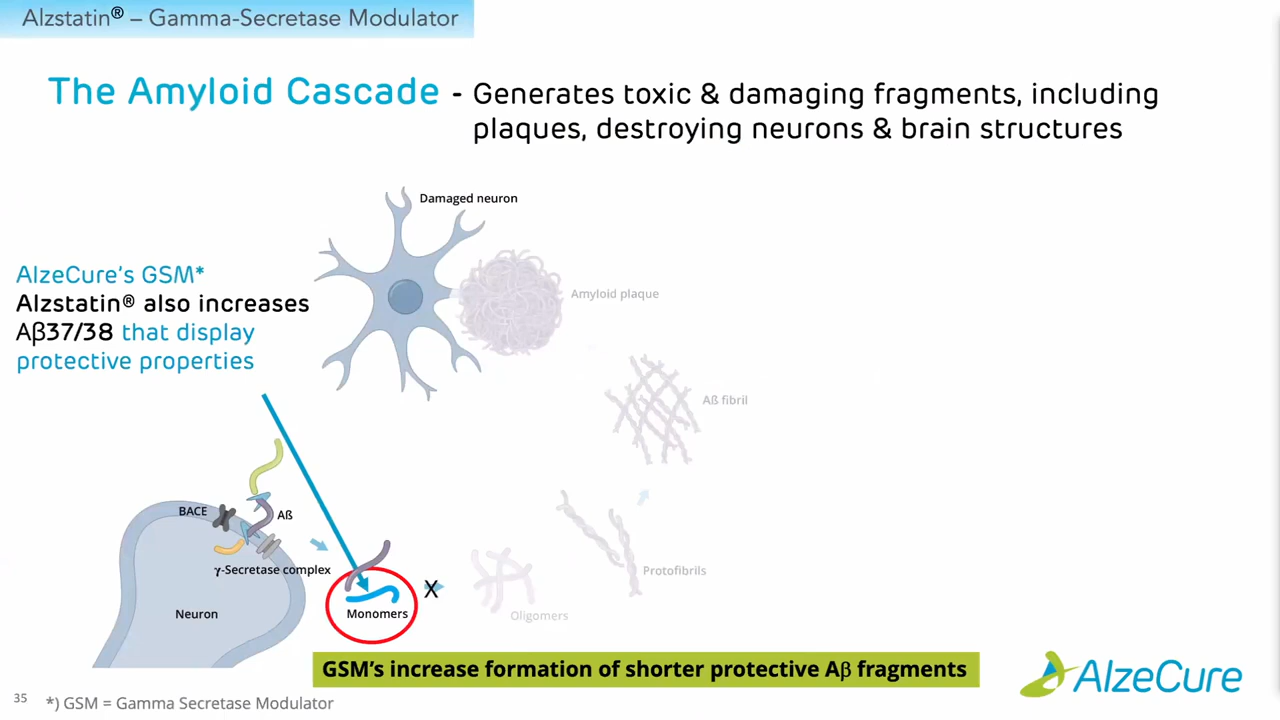 Alzstatin® – Gamma-Secretase Modulator
The Amyloid Cascade - Generates toxic & damaging fragments, including
plaques, destroying neurons & brain structures
Damaged neuron
Amyloid plaque
AlzeCure's GSM*
Alzstatin® also increases
Aβ37/38 that display
protective properties
Aß fibril
BACE
Aß
γ-Secretase complex
Protofibrils
X
Neuron
Monomers
Oligomers
GSM's increase formation of shorter protective Aβ fragments
AlzeCure
35
*) GSM = Gamma Secretase Modulator